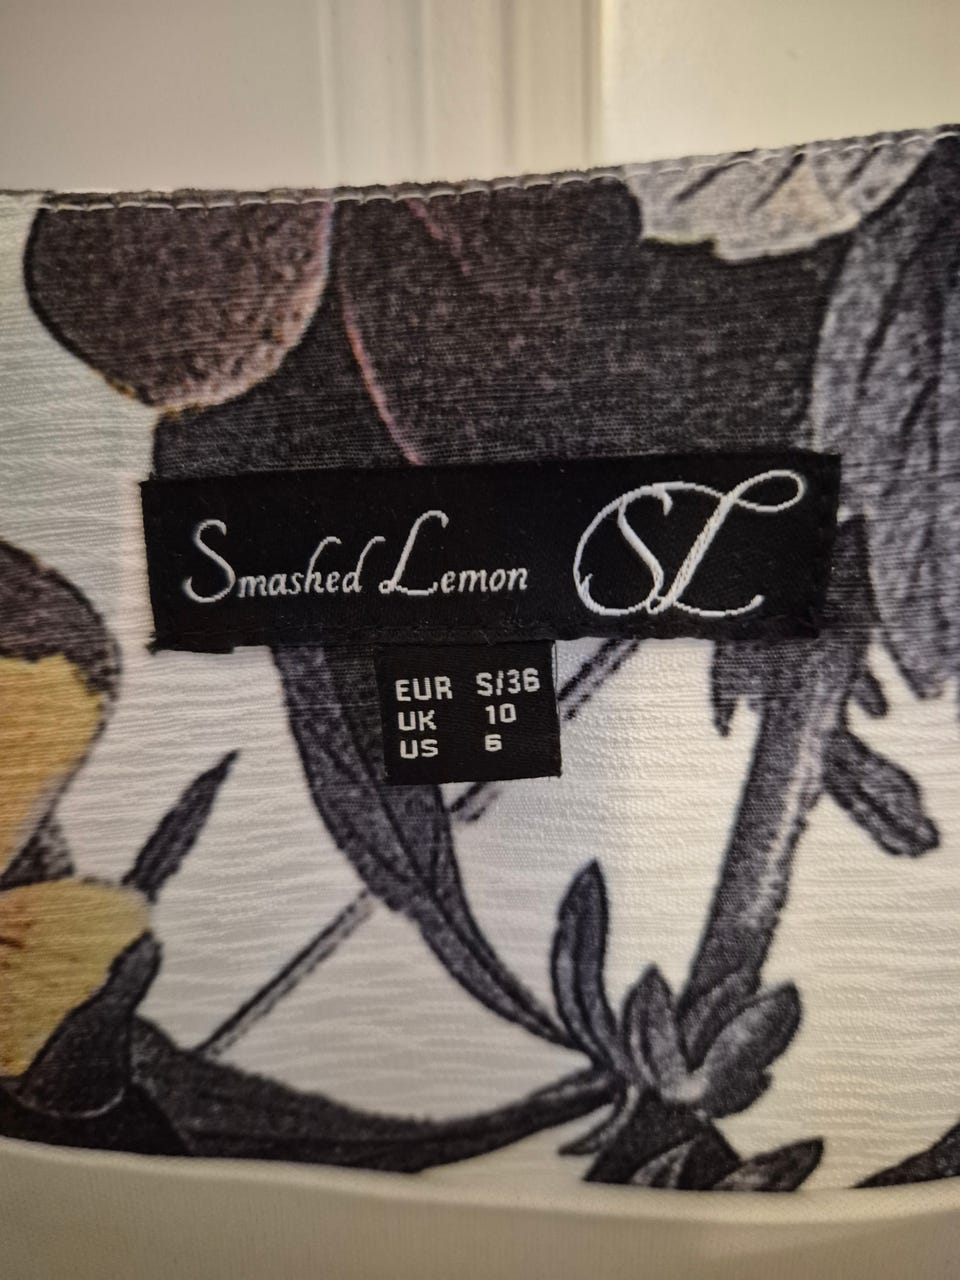 Smashed Lemon SL
EUR S/36
UK 10
US 6